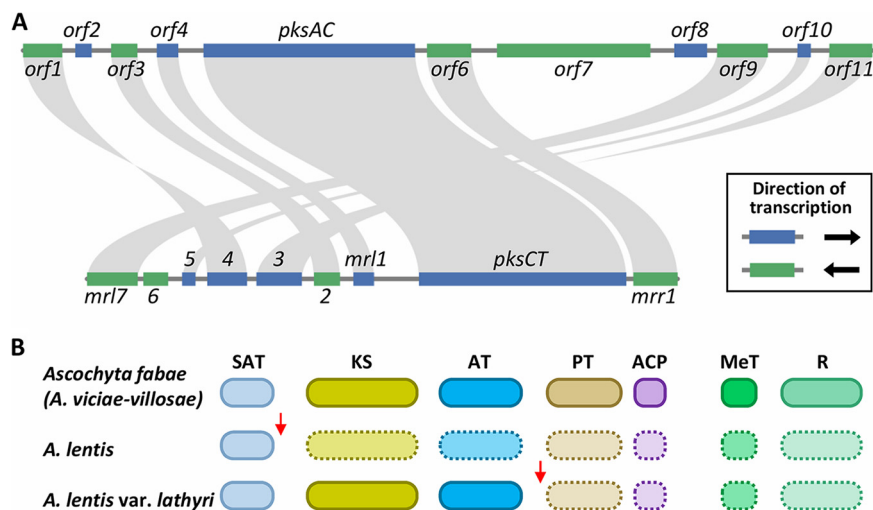 A
orf2 orf4 pksAC orf8 orf10
orf1 orf3 orf6 orf7 orf9 orf11
Direction of
transcription
5 4 3 mrl1 pksCT
mrl7 6 2 mrr1
B
SAT KS AT PT ACP MeT R
Ascochyta fabae
(A. viciae-villosae)
A. lentis
A. lentis var. lathyri